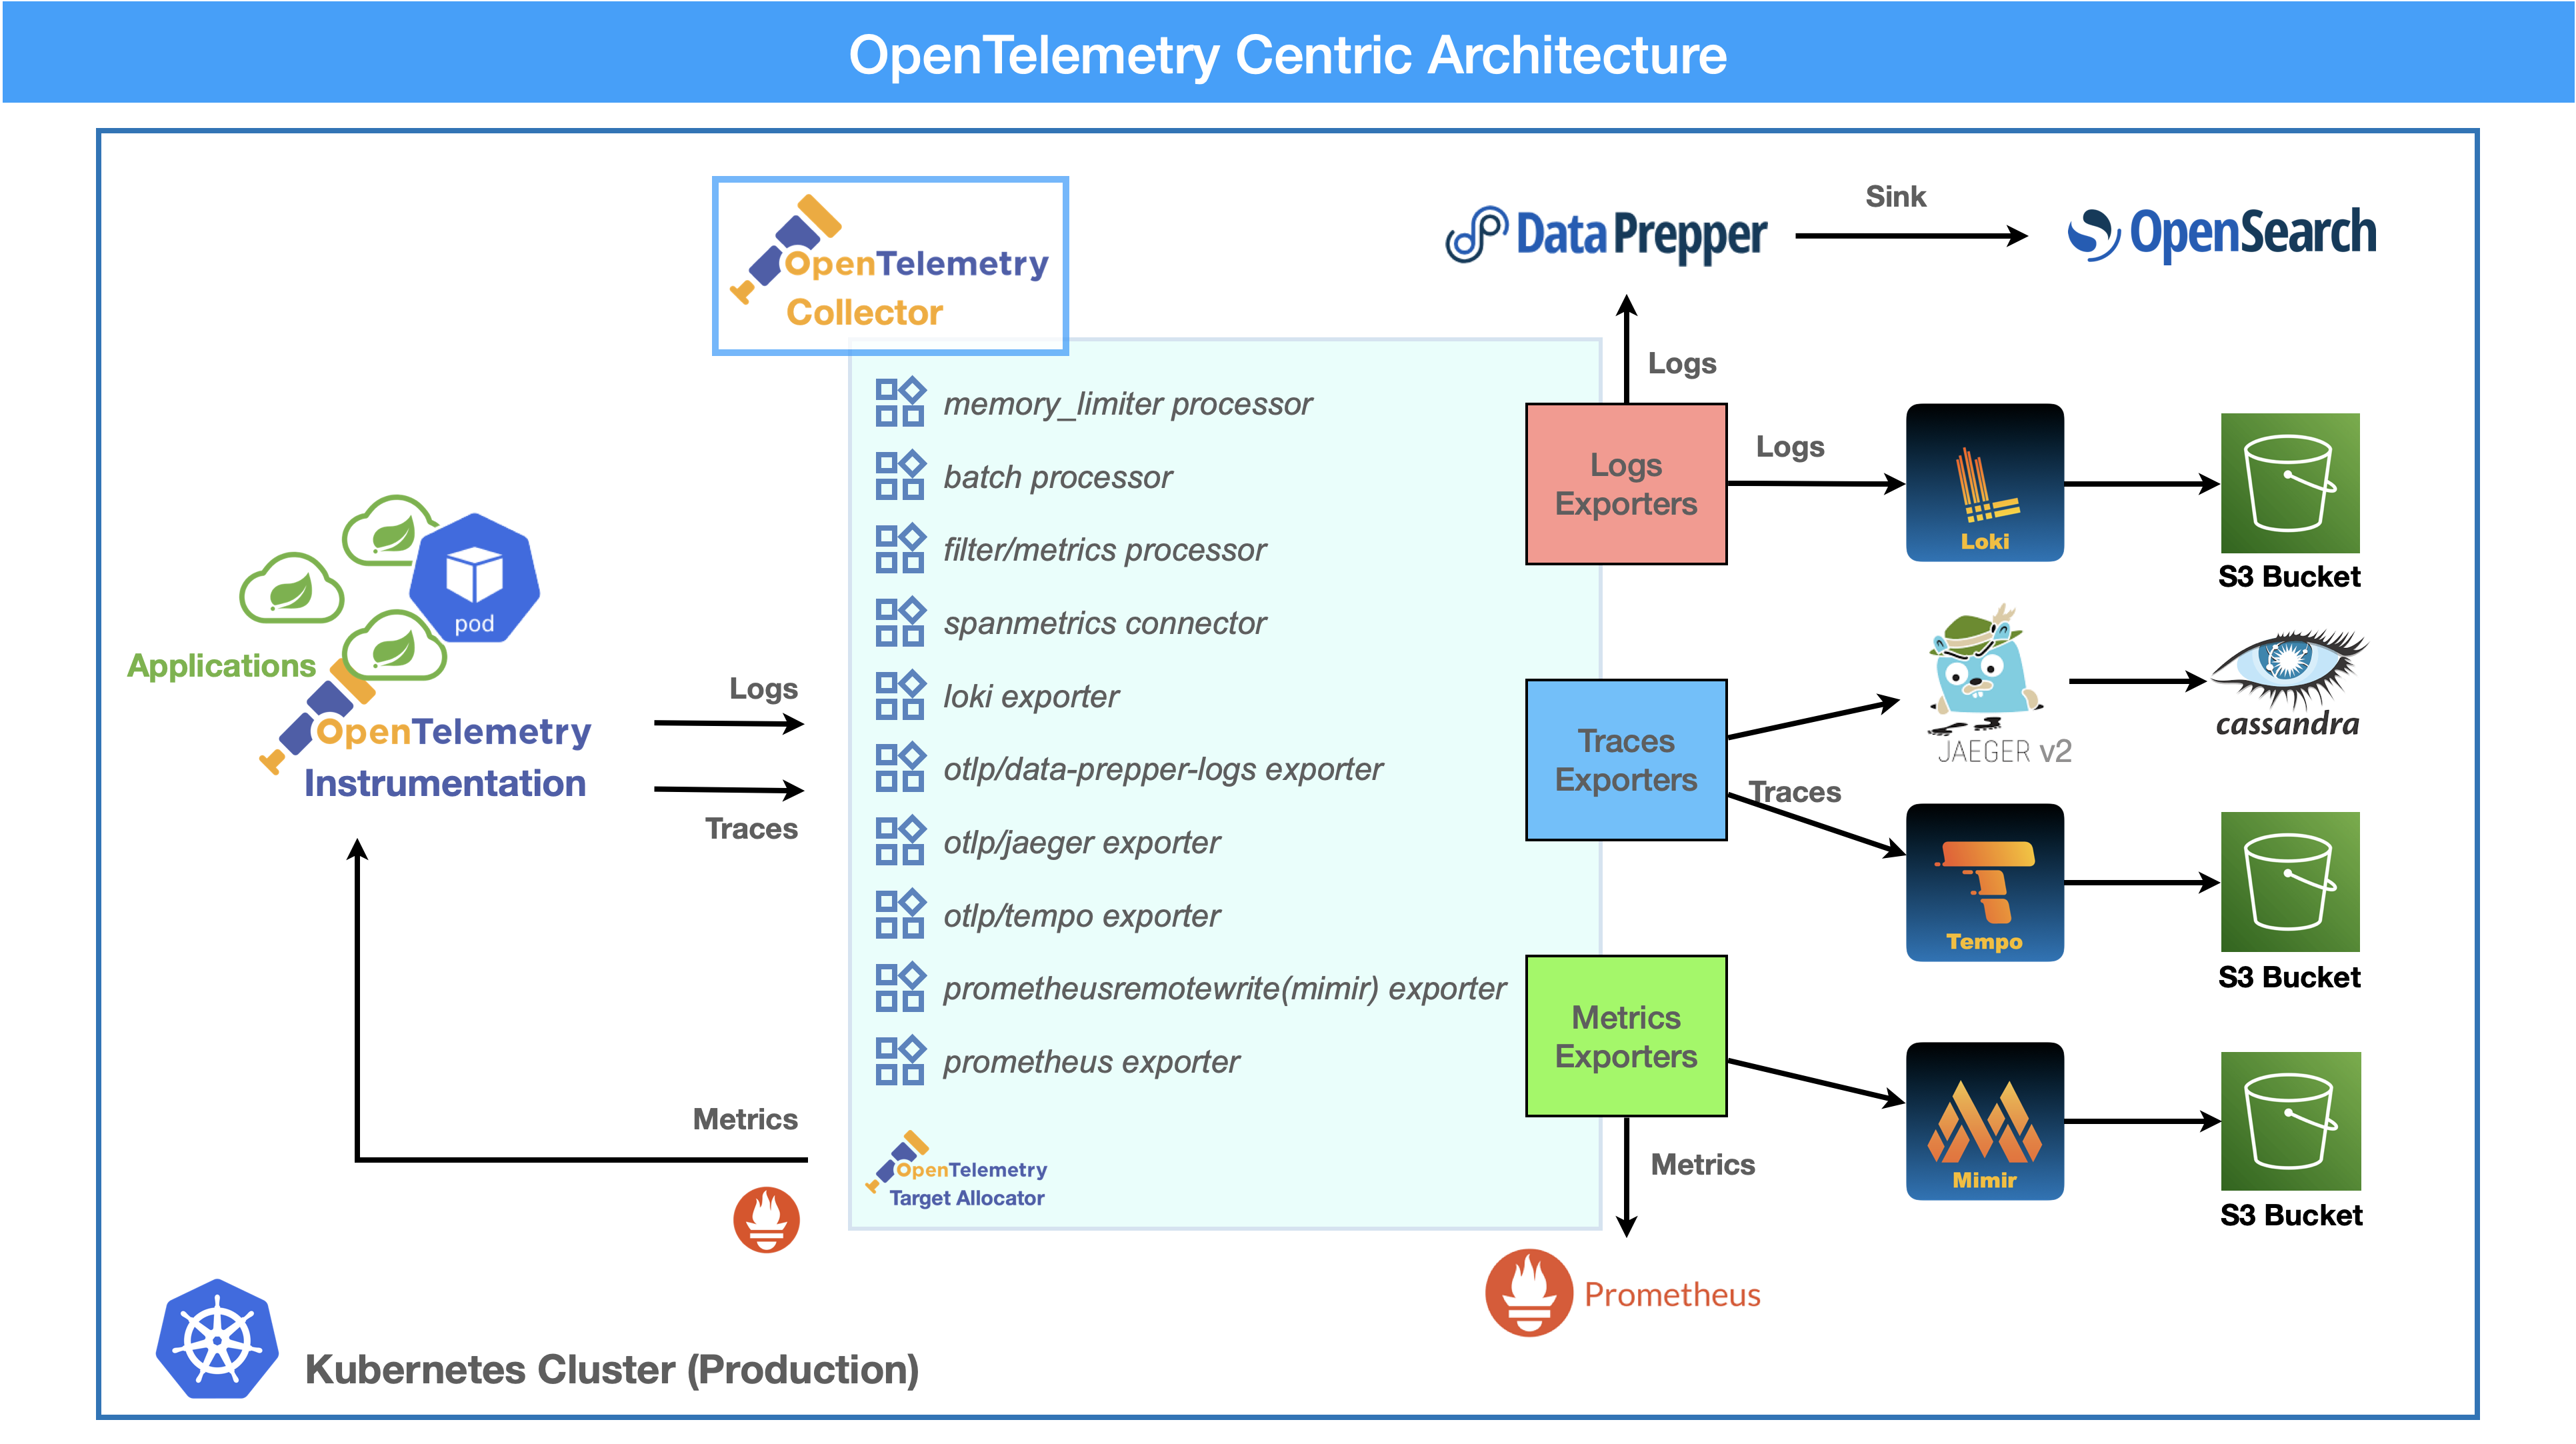 OpenTelemetry Centric Architecture
OpenTelemetry
Collector
Data Prepper
Sink
OpenSearch
Logs
memory_limiter processor
batch processor
filter/metrics processor
spanmetrics connector
loki exporter
otlp/data-prepper-logs exporter
otlp/jaeger exporter
otlp/tempo exporter
prometheusremotewrite(mimir) exporter
prometheus exporter
OpenTelemetry
Target Allocator
Logs
Exporters
Logs
Loki
S3 Bucket
pod
Applications
OpenTelemetry
Instrumentation
Logs
Traces
Traces
Exporters
Traces
JAEGER v2
cassandra
Tempo
S3 Bucket
Metrics
Metrics
Exporters
Metrics
Mimir
S3 Bucket
Prometheus
Kubernetes Cluster (Production)